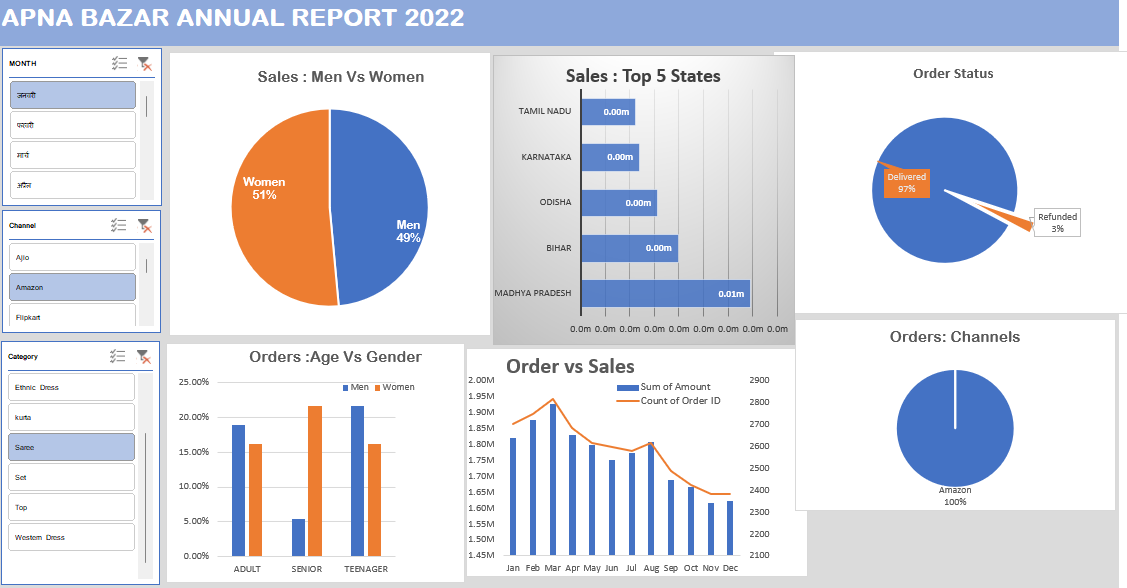 APNA BAZAR ANNUAL REPORT 2022
MONTH
जनवरी
फरवरी
मार्च
अप्रैल
Channel
Ajio
Amazon
Flipkart
Category
Ethnic Dress
kurta
Saree
Set
Top
Western Dress
Sales : Men Vs Women
Women
51%
Men
49%
Sales : Top 5 States
TAMIL NADU 0.00m
KARNATAKA 0.00m
ODISHA 0.00m
BIHAR 0.00m
MADHYA PRADESH 0.01m
0.0m 0.0m 0.0m 0.0m 0.0m 0.0m 0.0m 0.0m 0.0m
Order Status
Delivered
97%
Refunded
3%
Orders :Age Vs Gender
Men Women
25.00%
20.00%
15.00%
10.00%
5.00%
0.00%
ADULT SENIOR TEENAGER
Order vs Sales
Sum of Amount
Count of Order ID
2.00M
1.95M
1.90M
1.85M
1.80M
1.75M
1.70M
1.65M
1.60M
1.55M
1.50M
1.45M
2900
2800
2700
2600
2500
2400
2300
2200
2100
Jan Feb Mar Apr May Jun Jul Aug Sep Oct Nov Dec
Orders: Channels
Amazon
100%